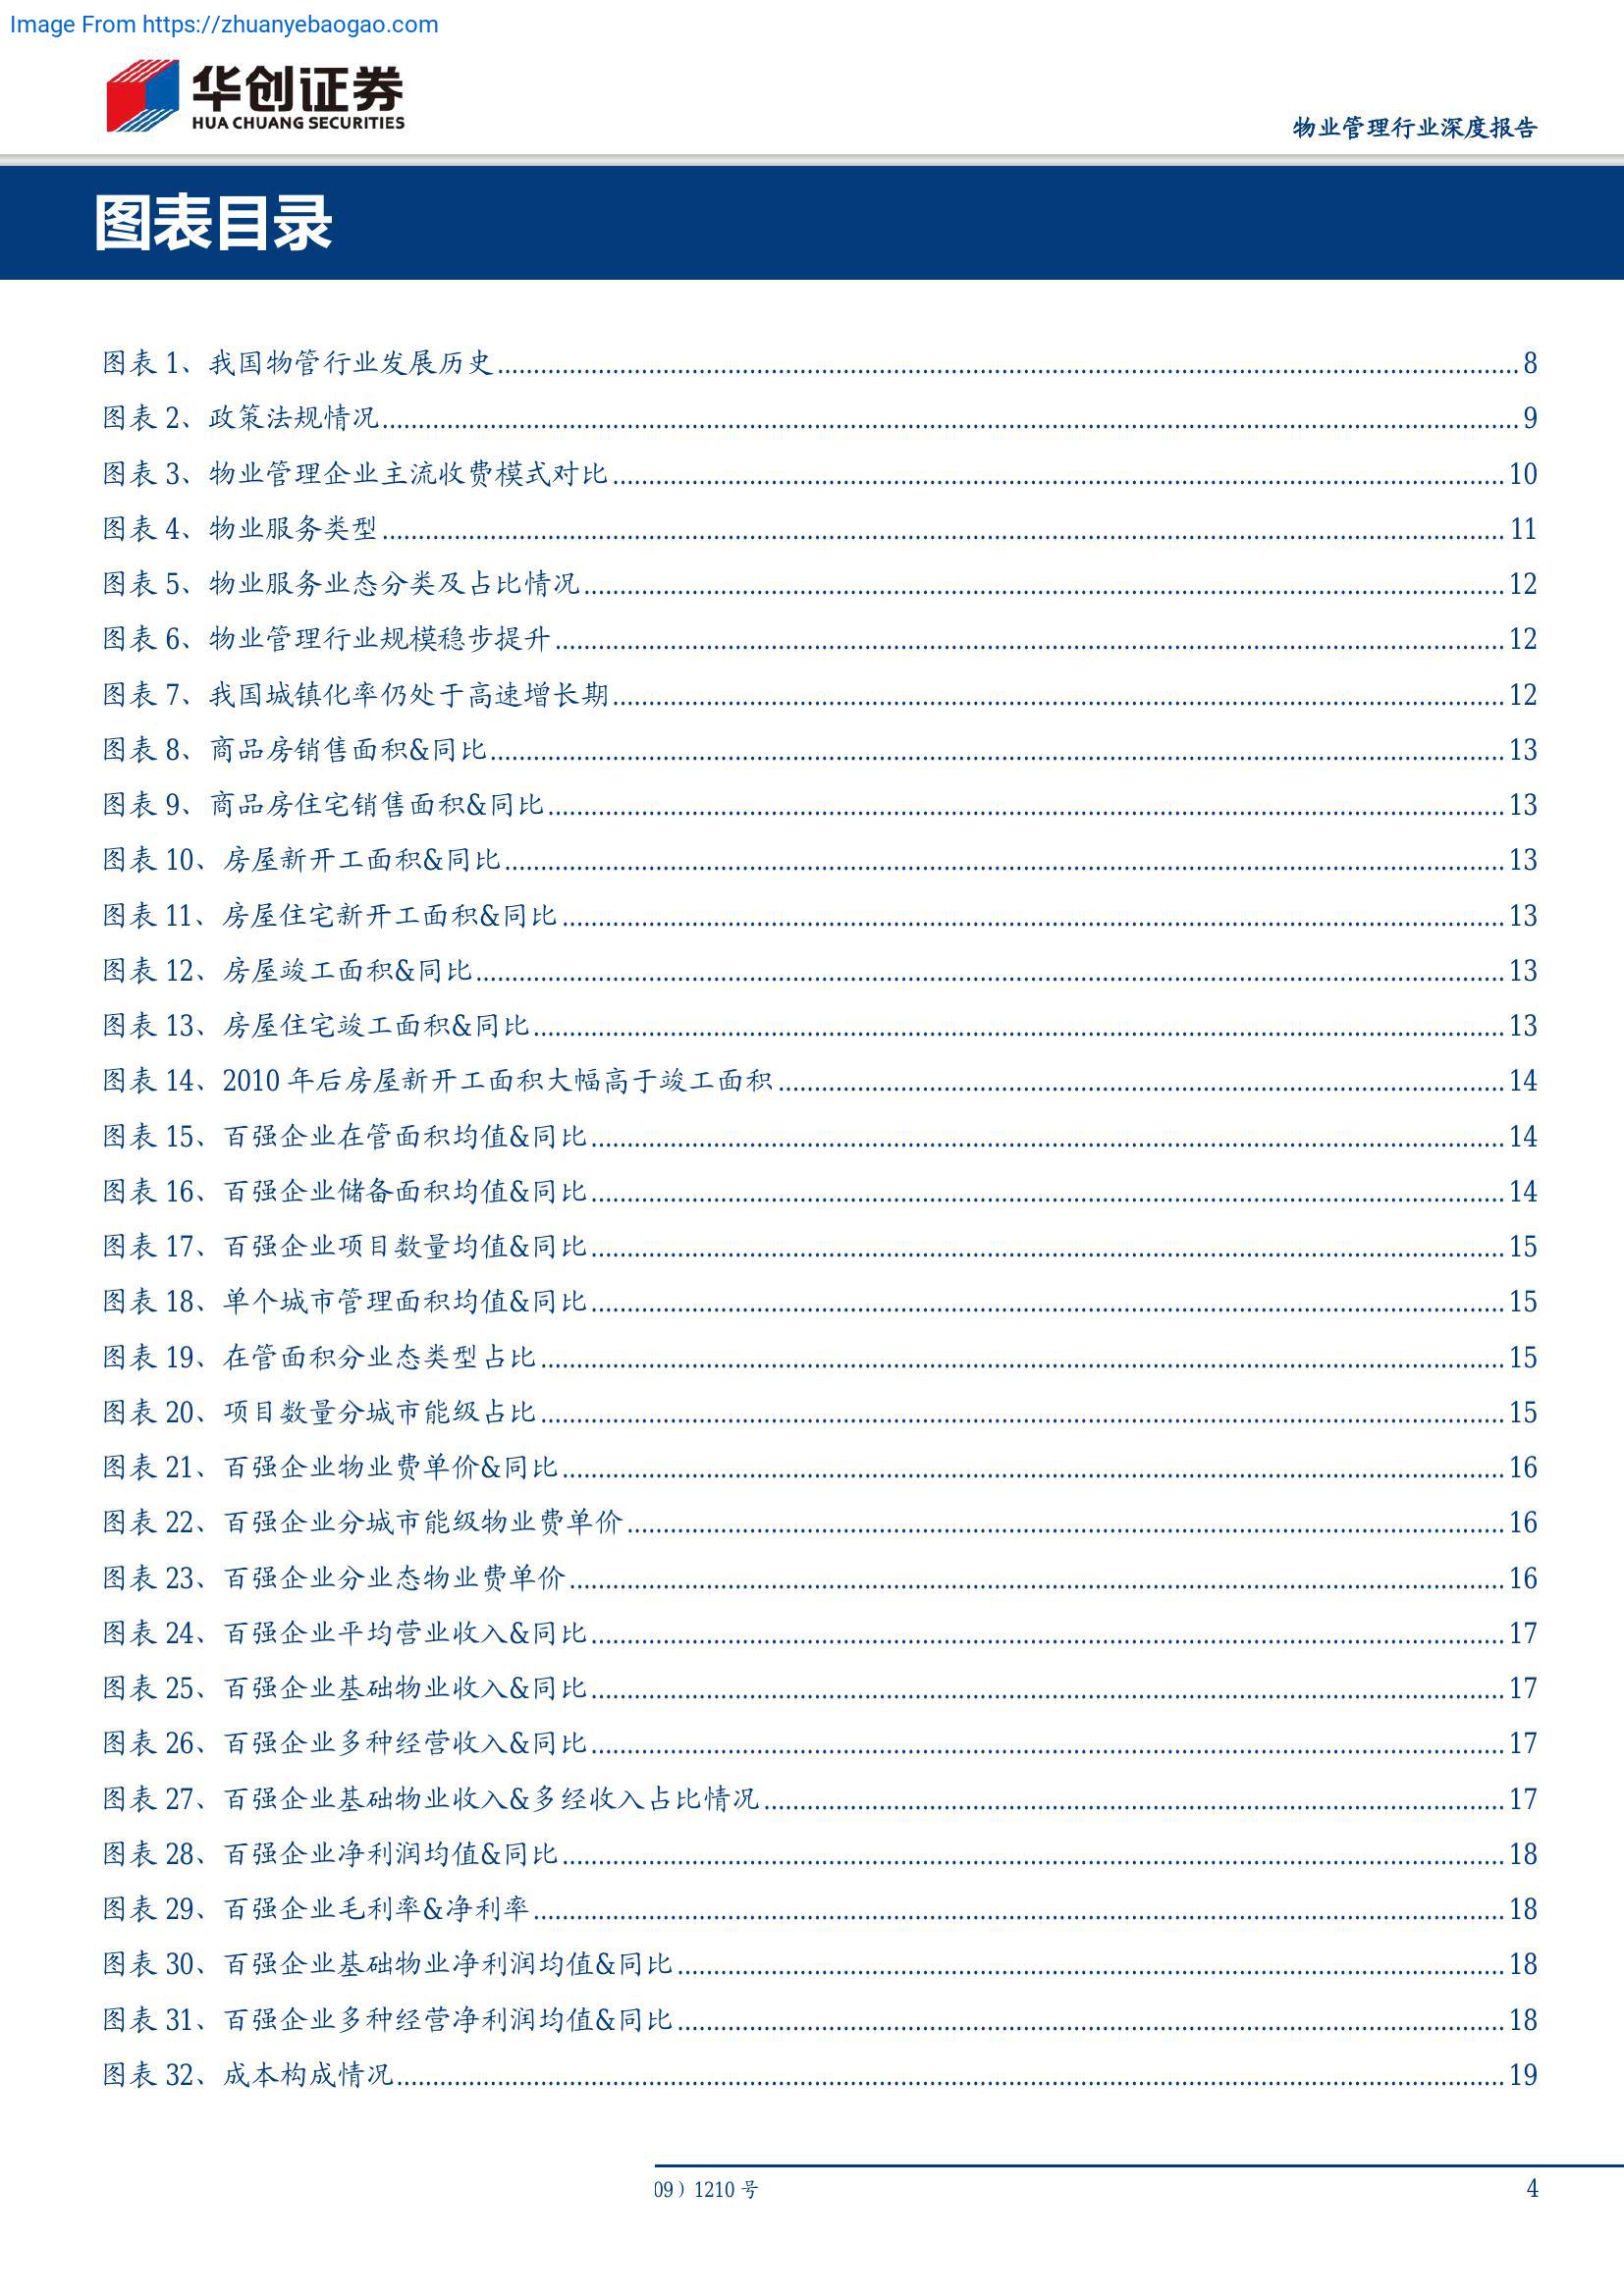 Image From https://zhuanyebaogao.com
华创证券
HUA CHUANG SECURITIES
物业管理行业深度报告
图表目录
图表 1、我国物管行业发展历史 8
图表 2、政策法规情况 9
图表 3、物业管理企业主流收费模式对比 10
图表 4、物业服务类型 11
图表 5、物业服务业态分类及占比情况 12
图表 6、物业管理行业规模稳步提升 12
图表 7、我国城镇化率仍处于高速增长期 12
图表 8、商品房销售面积&同比 13
图表 9、商品房住宅销售面积&同比 13
图表 10、房屋新开工面积&同比 13
图表 11、房屋住宅新开工面积&同比 13
图表 12、房屋竣工面积&同比 13
图表 13、房屋住宅竣工面积&同比 13
图表 14、2010 年后房屋新开工面积大幅高于竣工面积 14
图表 15、百强企业在管面积均值&同比 14
图表 16、百强企业储备面积均值&同比 14
图表 17、百强企业项目数量均值&同比 15
图表 18、单个城市管理面积均值&同比 15
图表 19、在管面积分业态类型占比 15
图表 20、项目数量分城市能级占比 15
图表 21、百强企业物业费单价&同比 16
图表 22、百强企业分城市能级物业费单价 16
图表 23、百强企业分业态物业费单价 16
图表 24、百强企业平均营业收入&同比 17
图表 25、百强企业基础物业收入&同比 17
图表 26、百强企业多种经营收入&同比 17
图表 27、百强企业基础物业收入&多经收入占比情况 17
图表 28、百强企业净利润均值&同比 18
图表 29、百强企业毛利率&净利率 18
图表 30、百强企业基础物业净利润均值&同比 18
图表 31、百强企业多种经营净利润均值&同比 18
图表 32、成本构成情况 19
09）1210 号 4